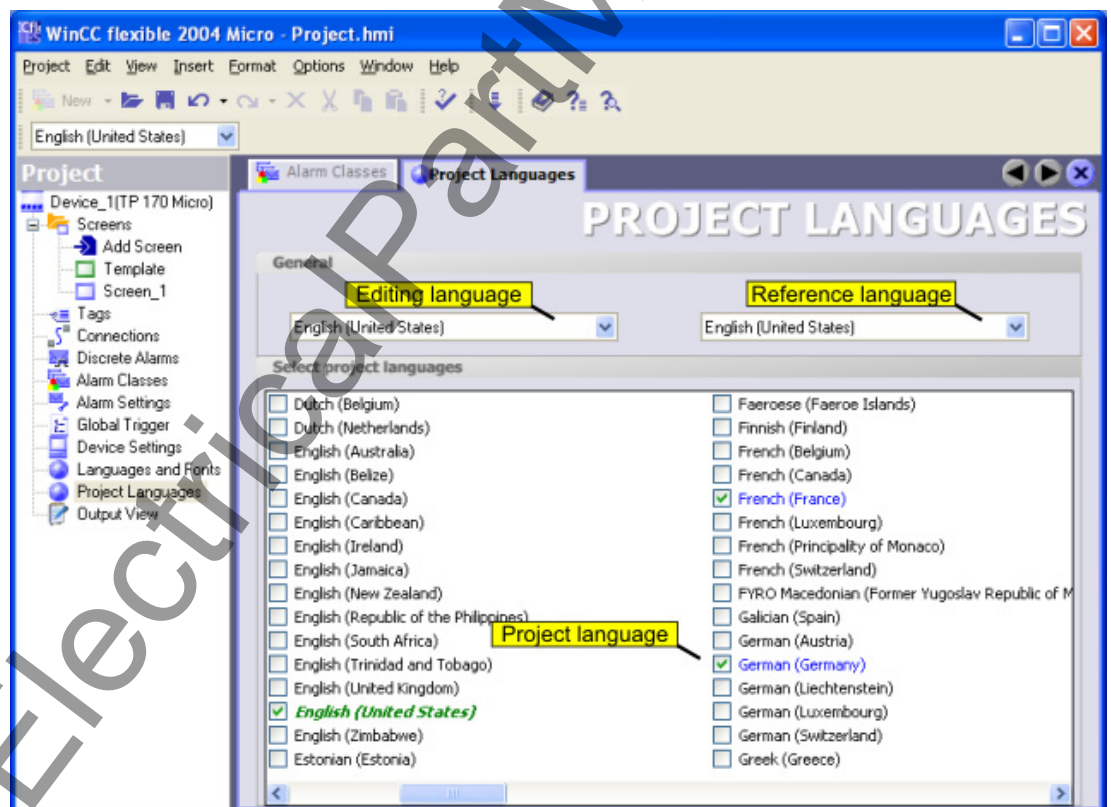 WinCC flexible 2004 Micro - Project.hmi
Project Edit View Insert Format Options Window Help
New
English (United States)
Project
Device_1(TP 170 Micro)
Screens
Add Screen
Template
Screen_1
Tags
Connections
Discrete Alarms
Alarm Classes
Alarm Settings
Global Trigger
Device Settings
Languages and Fonts
Project Languages
Output View
Alarm Classes
Project Languages
PROJECT LANGUAGES
General
Editing language
Reference language
English (United States)
English (United States)
Select project languages
Dutch (Belgium)
Dutch (Netherlands)
English (Australia)
English (Belize)
English (Canada)
English (Caribbean)
English (Ireland)
English (Jamaica)
English (New Zealand)
English (Republic of the Philippines)
English (South Africa)
English (Trinidad and Tobago)
English (United Kingdom)
English (United States)
English (Zimbabwe)
Estonian (Estonia)
Faeroese (Faeroe Islands)
Finnish (Finland)
French (Belgium)
French (Canada)
French (France)
French (Luxembourg)
French (Principality of Monaco)
French (Switzerland)
FYRO Macedonian (Former Yugoslav Republic of M
Galician (Spain)
German (Austria)
Project language
German (Germany)
German (Liechtenstein)
German (Luxembourg)
German (Switzerland)
Greek (Greece)
ElectricalPartM